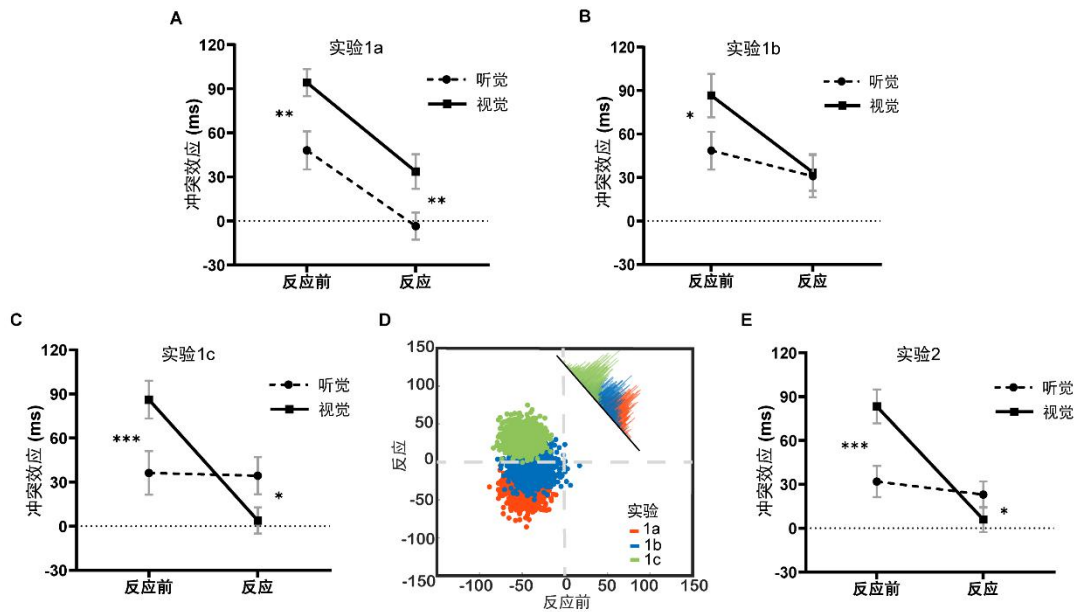 A
实验1a
120
90
60
30
0
-30
冲突效应 (ms)
**
**
听觉
视觉
反应前
反应
B
实验1b
120
90
60
30
0
-30
冲突效应 (ms)
*
听觉
视觉
反应前
反应
C
实验1c
120
90
60
30
0
-30
冲突效应 (ms)
***
*
听觉
视觉
反应前
反应
D
150
100
50
0
-50
-100
-150
反应
实验
1a
1b
1c
-100
-50
0
50
100
150
反应前
E
实验2
120
90
60
30
0
-30
冲突效应 (ms)
***
*
听觉
视觉
反应前
反应